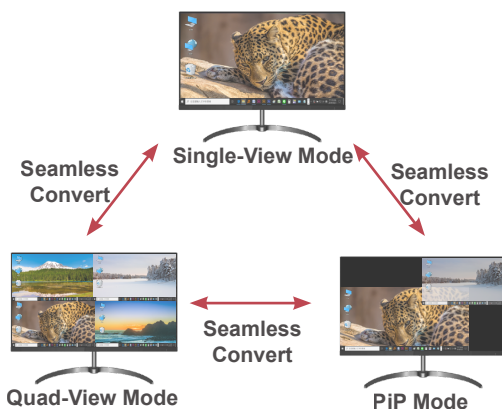 Single-View Mode
Seamless
Convert
Seamless
Convert
Seamless
Convert
Quad-View Mode
PiP Mode